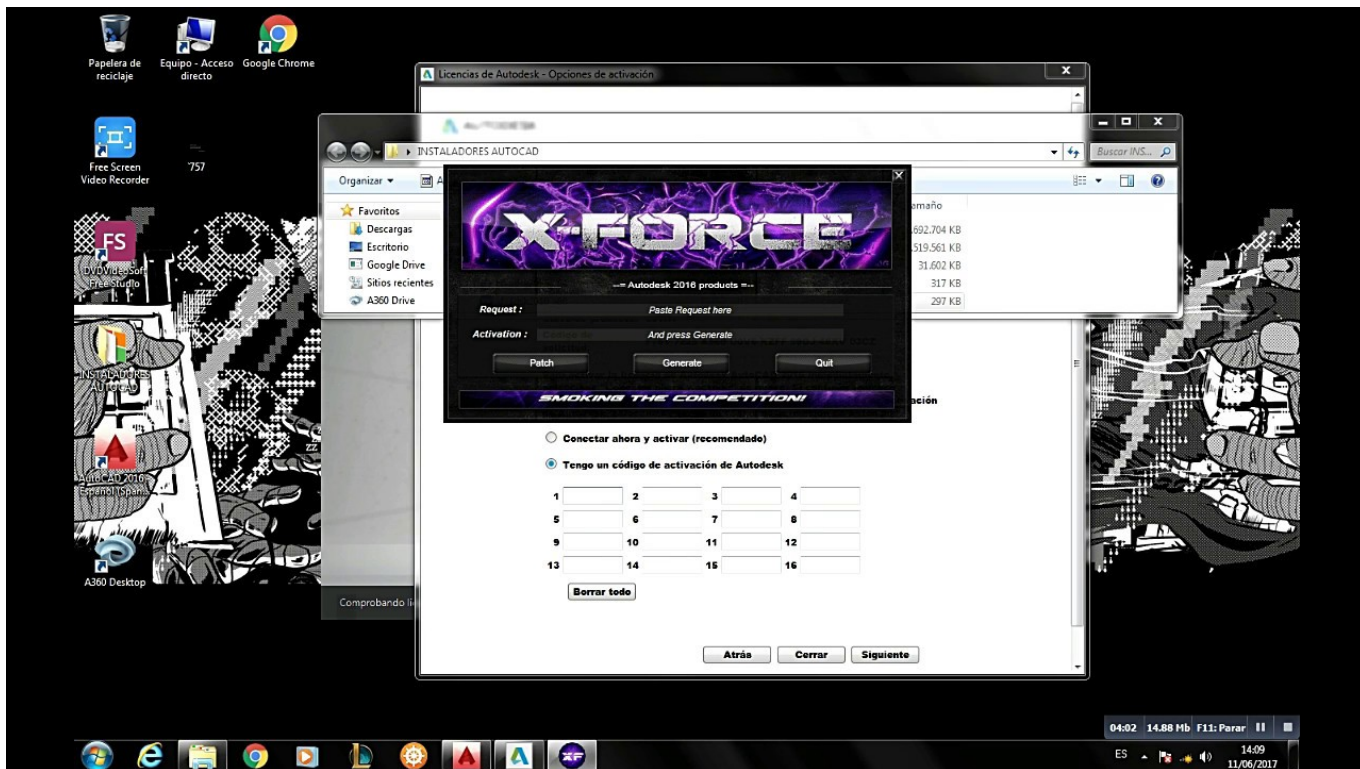 Papelera de reciclaje
Equipo - Acceso directo
Google Chrome
Free Screen Video Recorder
'757
FS
DVDVideoSoft Free Studio
INSTALADORES AUTOCAD
AutoCAD 2016
A360 Desktop
Licencias de Autodesk - Opciones de activación
X
INSTALADORES AUTOCAD
Buscar INS...
Organizar
Favoritos
Descargas
Escritorio
Google Drive
Sitios recientes
A360 Drive
.692.704 KB
.519.561 KB
31.602 KB
317 KB
297 KB
X-FORCE
--= Autodesk 2016 products =--
Request :
Paste Request here
Activation :
And press Generate
Patch
Generate
Quit
SMOKING THE COMPETITION!
Conectar ahora y activar (recomendado)
Tengo un código de activación de Autodesk
1 2 3 4
5 6 7 8
9 10 11 12
13 14 15 16
Borrar todo
Comprobando
Atrás
Cerrar
Siguiente
04:02 14.88 Mb F11: Parar
XF
ES
14:09
11/06/2017